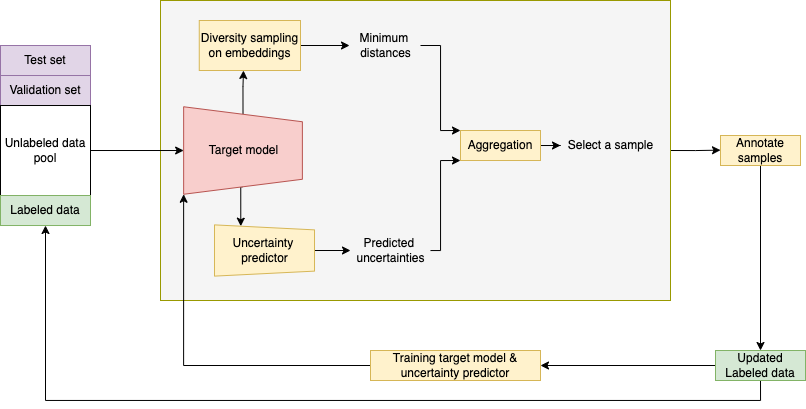 Test set
Validation set
Unlabeled data
pool
Labeled data
Diversity sampling
on embeddings
Minimum
distances
Target model
Uncertainty
predictor
Predicted
uncertainties
Aggregation
Select a sample
Annotate
samples
Training target model &
uncertainty predictor
Updated
Labeled data